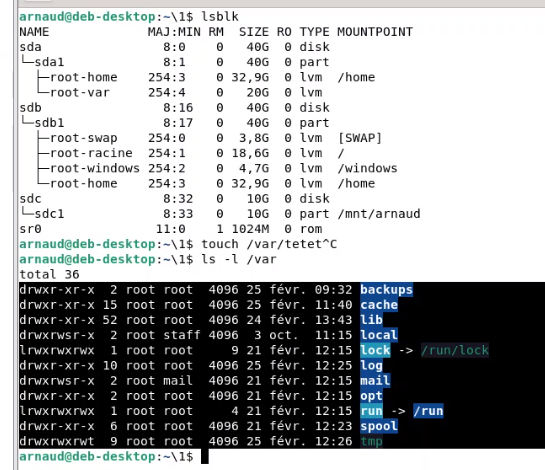 arnaud@deb-desktop:~\1$ lsblk
NAME             MAJ:MIN RM  SIZE RO TYPE MOUNTPOINT
sda                8:0    0   40G  0 disk
└─sda1             8:1    0   40G  0 part
  ├─root-home    254:3    0 32,9G  0 lvm  /home
  └─root-var     254:4    0   20G  0 lvm
sdb                8:16   0   40G  0 disk
└─sdb1             8:17   0   40G  0 part
  ├─root-swap    254:0    0  3,8G  0 lvm  [SWAP]
  ├─root-racine  254:1    0 18,6G  0 lvm  /
  ├─root-windows 254:2    0  4,7G  0 lvm  /windows
  └─root-home    254:3    0 32,9G  0 lvm  /home
sdc                8:32   0   10G  0 disk
└─sdc1             8:33   0   10G  0 part /mnt/arnaud
sr0               11:0    1 1024M  0 rom
arnaud@deb-desktop:~\1$ touch /var/tetet^C
arnaud@deb-desktop:~\1$ ls -l /var
total 36
drwxr-xr-x  2 root root  4096 25 févr. 09:32 backups
drwxr-xr-x 15 root root  4096 25 févr. 11:40 cache
drwxr-xr-x 52 root root  4096 24 févr. 13:43 lib
drwxrwsr-x  2 root staff 4096  3 oct.  11:15 local
lrwxrwxrwx  1 root root     9 21 févr. 12:15 lock -> /run/lock
drwxr-xr-x 10 root root  4096 25 févr. 12:25 log
drwxrwsr-x  2 root mail  4096 21 févr. 12:15 mail
drwxr-xr-x  2 root root  4096 21 févr. 12:15 opt
lrwxrwxrwx  1 root root     4 21 févr. 12:15 run -> /run
drwxr-xr-x  6 root root  4096 21 févr. 12:23 spool
drwxrwxrwt  9 root root  4096 25 févr. 12:26 tmp
arnaud@deb-desktop:~\1$